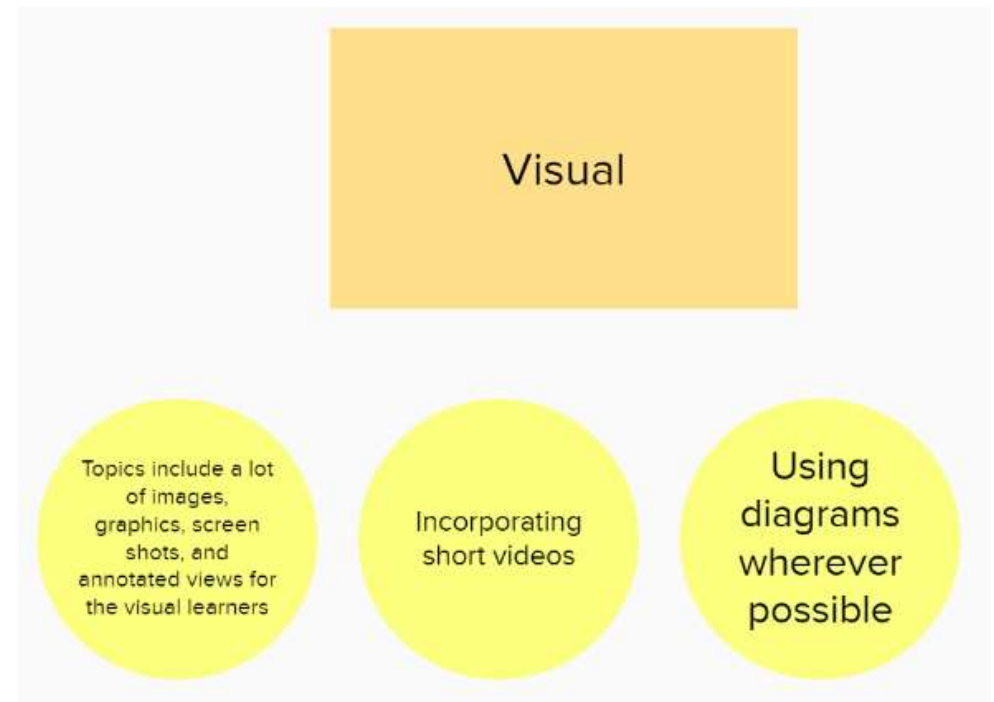 Visual
Topics include a lot
of images,
graphics, screen
shots, and
annotated views for
the visual learners
Incorporating
short videos
Using
diagrams
wherever
possible